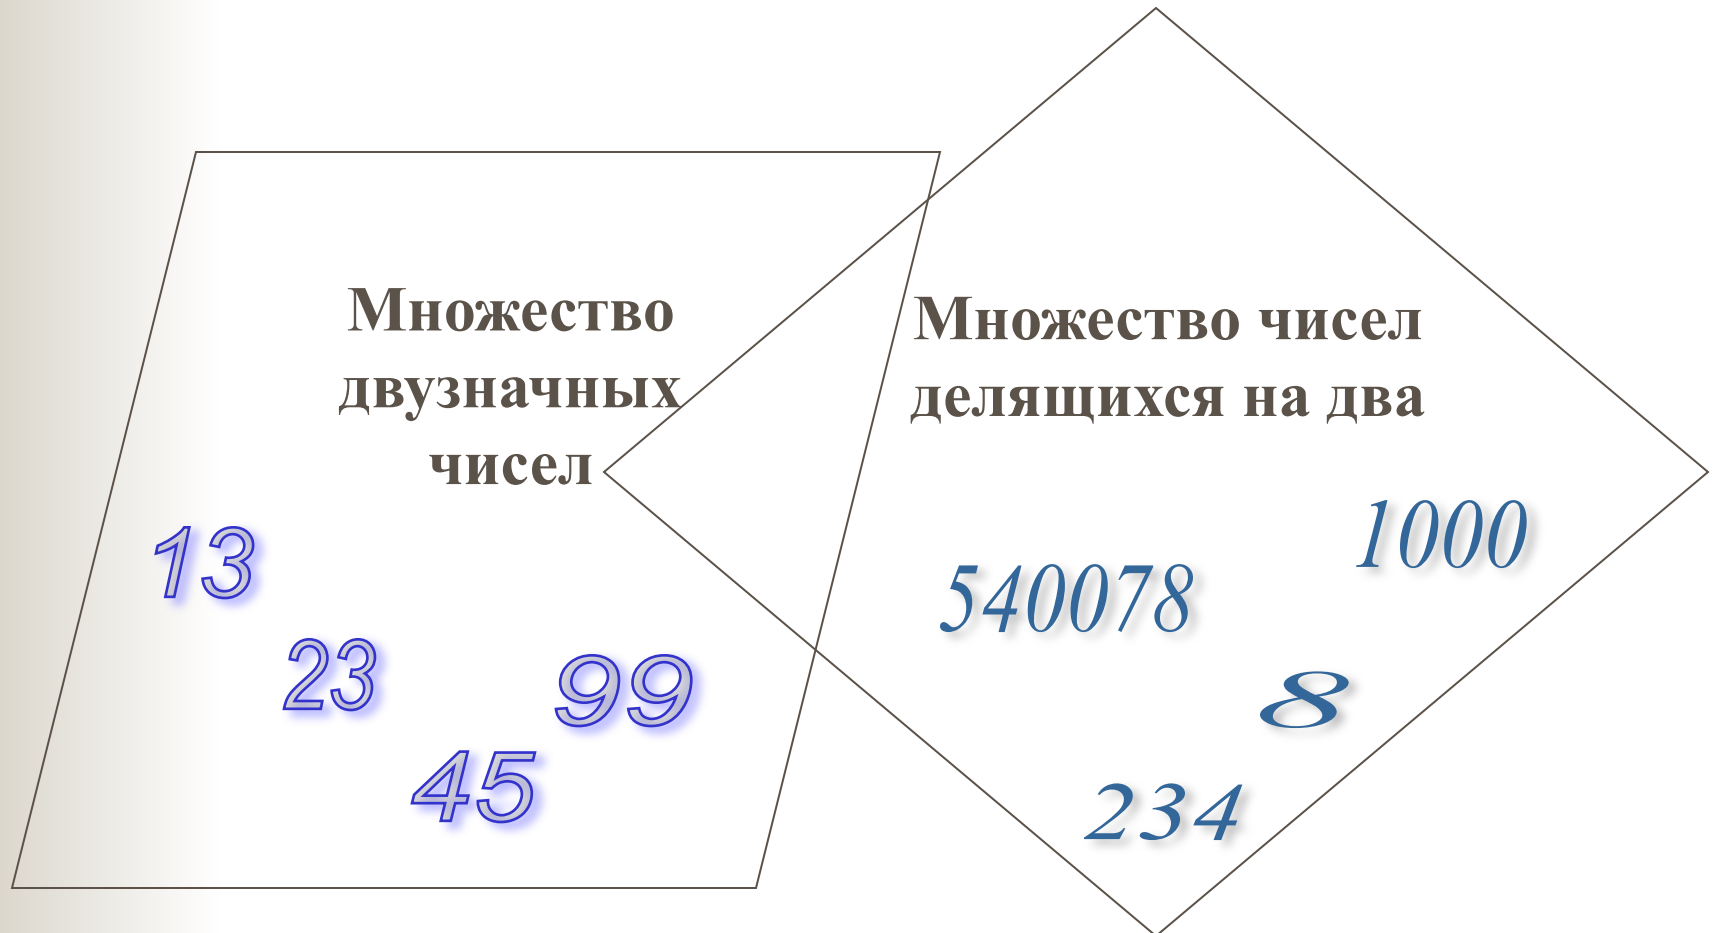 Множество
двузначных
чисел
Множество чисел
делящихся на два
13
23
99
45
1000
540078
8
234